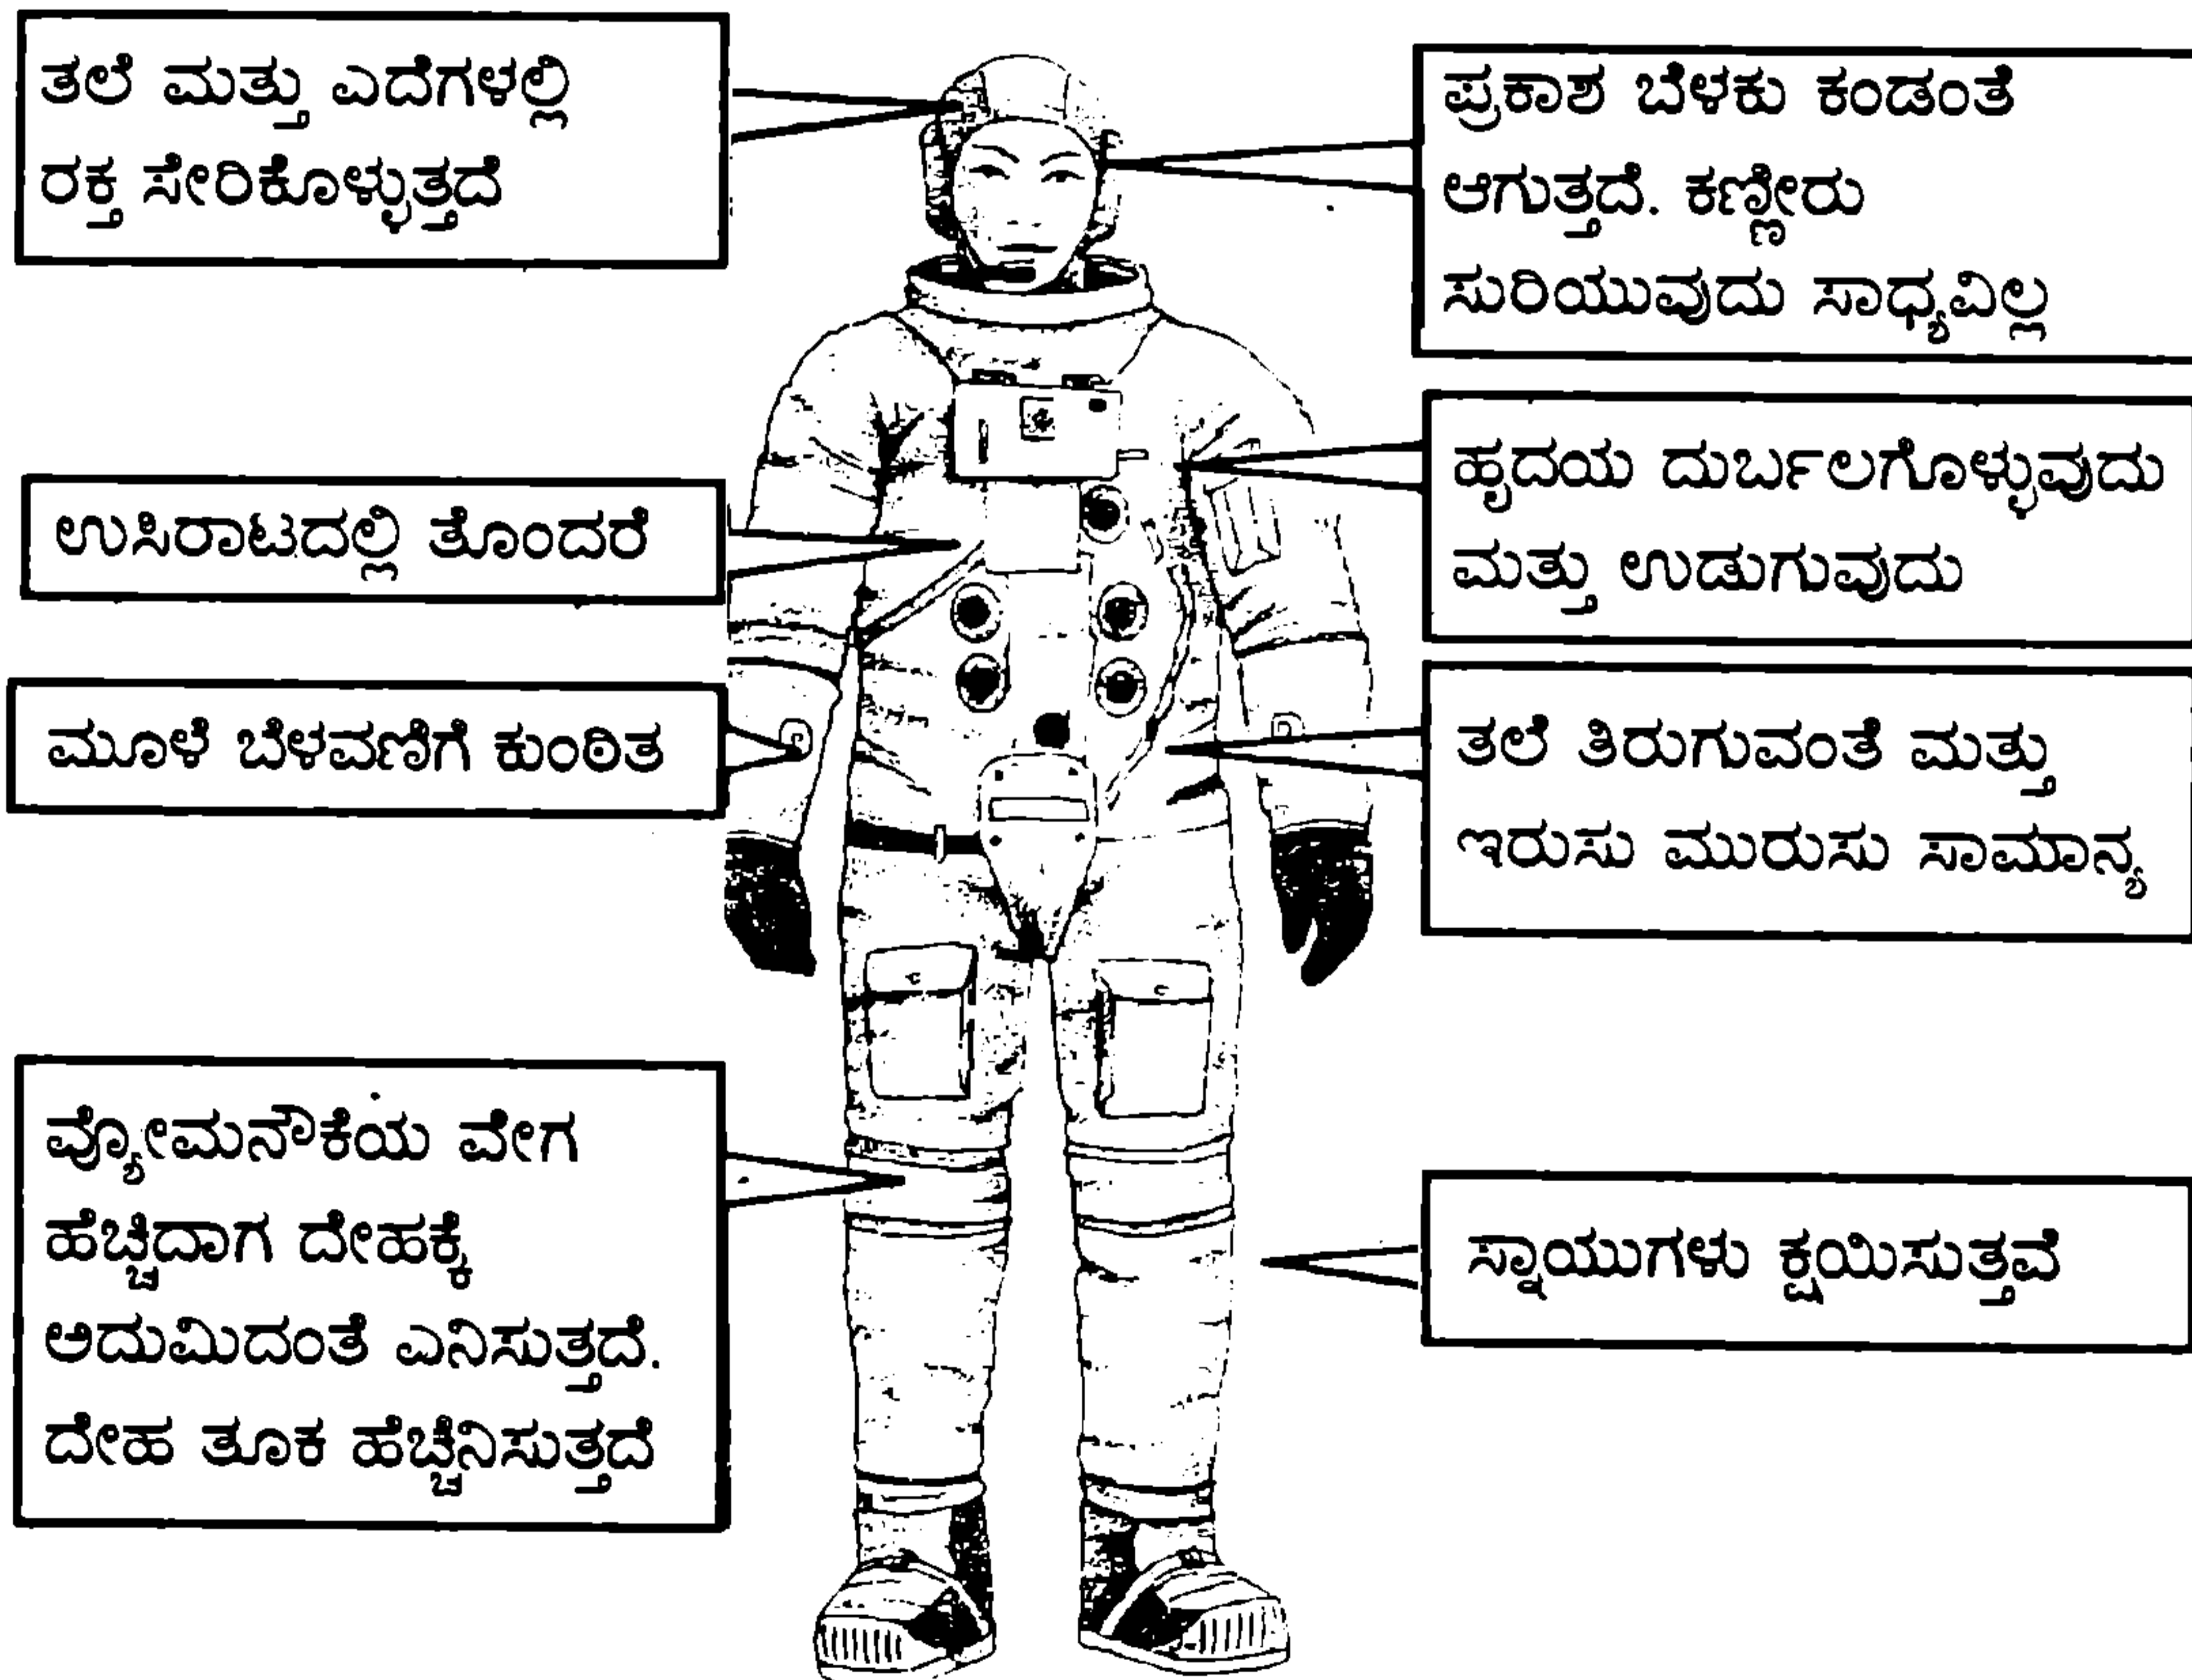 ತಲೆ ಮತ್ತು ಎದೆಗಳಲ್ಲಿ
ರಕ್ತ ಸೇರಿಕೊಳ್ಳುತ್ತದೆ
ಪ್ರಕಾಶ ಬೆಳಕು ಕಂಡಂತೆ
ಆಗುತ್ತದೆ. ಕಣ್ಣೀರು
ಸುರಿಯುವುದು ಸಾಧ್ಯವಿಲ್ಲ
ಉಸಿರಾಟದಲ್ಲಿ ತೊಂದರೆ
ಹೃದಯ ದುರ್ಬಲಗೊಳ್ಳುವುದು
ಮತ್ತು ಉಡುಗುವುದು
ಮೂಳೆ ಬೆಳವಣಿಗೆ ಕುಂಠಿತ
ತಲೆ ತಿರುಗುವಂತೆ ಮತ್ತು
ಇರುಸು ಮುರುಸು ಸಾಮಾನ್ಯ
ವ್ಯೋಮನೌಕೆಯ ವೇಗ
ಹೆಚ್ಚಿದಾಗ ದೇಹಕ್ಕೆ
ಅದುಮಿದಂತೆ ಎನಿಸುತ್ತದೆ.
ದೇಹ ತೂಕ ಹೆಚ್ಚೆನಿಸುತ್ತದೆ
ಸ್ನಾಯುಗಳು ಕ್ಷಯಿಸುತ್ತವೆ